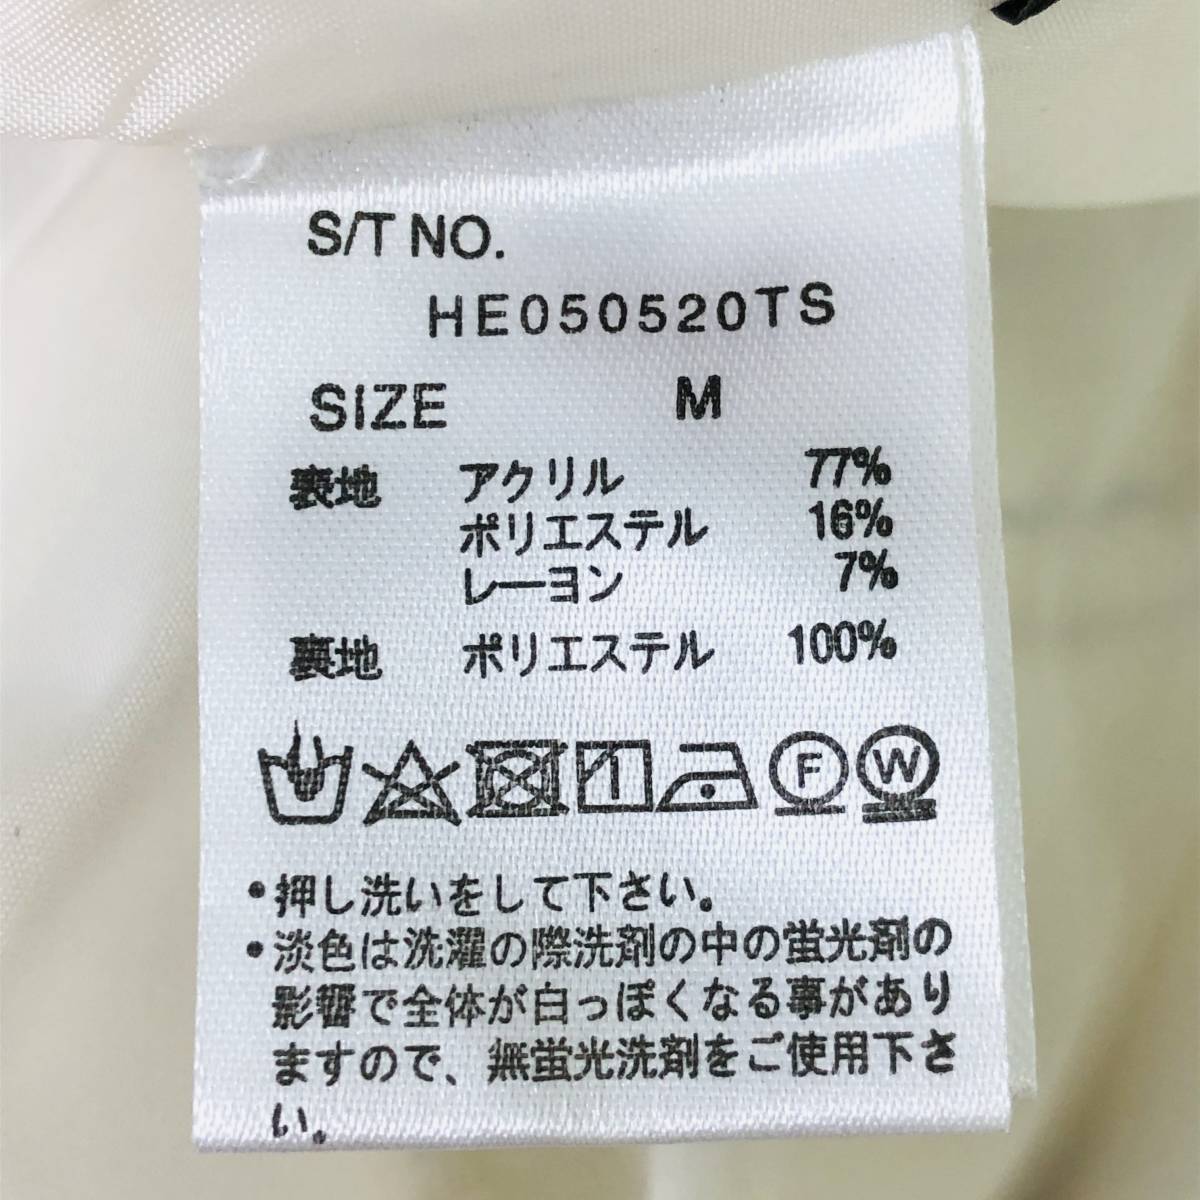 S/T NO.
HE050520TS
SIZE M
表地 アクリル 77%
ポリエステル 16%
レーヨン 7%
裏地 ポリエステル 100%
1 F W
•押し洗いをして下さい。
•淡色は洗濯の際洗剤の中の蛍光剤の
影響で全体が白っぽくなる事があり
ますので、無蛍光洗剤をご使用下さ
い。